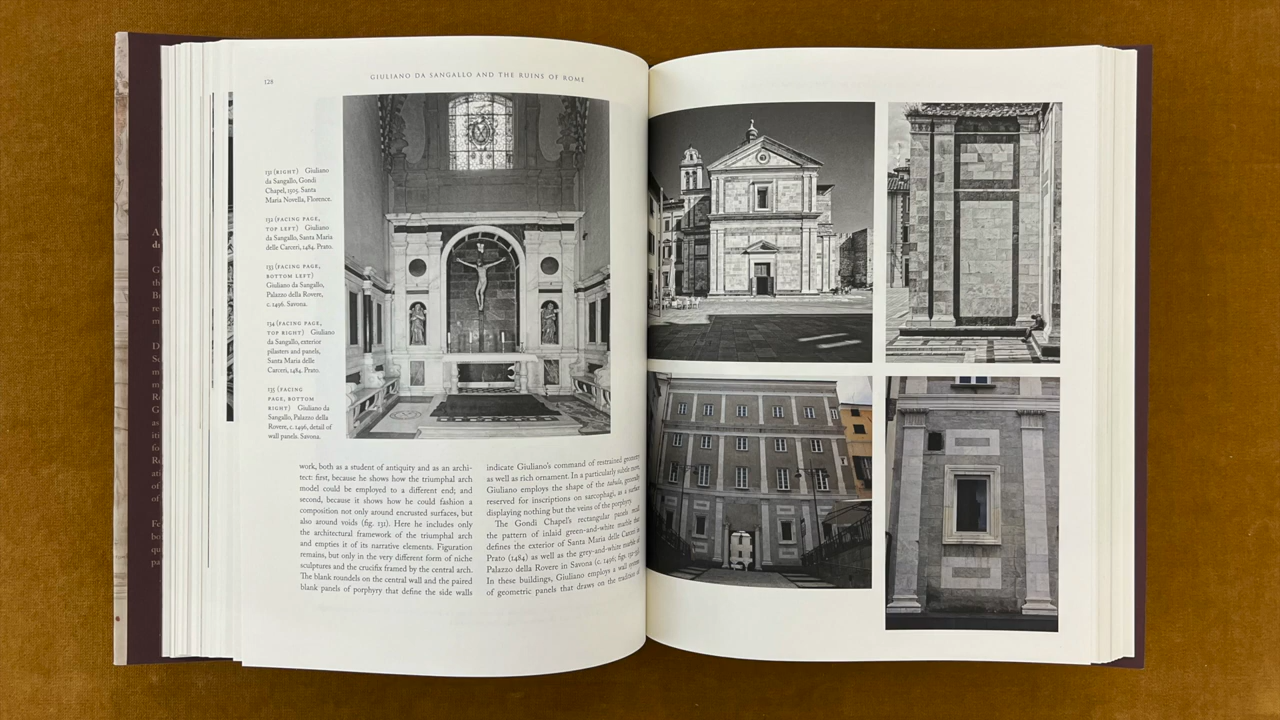 128
GIULIANO DA SANGALLO AND THE RUINS OF ROME
131 (RIGHT) Giuliano
da Sangallo, Gondi
Chapel, 1503. Santa
Maria Novella, Florence.
132 (FACING PAGE,
TOP LEFT) Giuliano
da Sangallo, Santa Maria
delle Carceri, 1484. Prato.
133 (FACING PAGE,
BOTTOM LEFT)
Giuliano da Sangallo,
Palazzo della Rovere,
c. 1496. Savona.
134 (FACING PAGE,
TOP RIGHT) Giuliano
da Sangallo, exterior
pilasters and panels,
Santa Maria delle
Carceri, 1484. Prato.
135 (FACING
PAGE, BOTTOM
RIGHT) Giuliano da
Sangallo, Palazzo della
Rovere, c. 1496, detail of
wall panels. Savona.
work, both as a student of antiquity and as an archi-
tect: first, because he shows how the triumphal arch
model could be employed to a different end; and
second, because it shows how he could fashion a
composition not only around encrusted surfaces, but
also around voids (fig. 131). Here he includes only
the architectural framework of the triumphal arch
and empties it of its narrative elements. Figuration
remains, but only in the very different form of niche
sculptures and the crucifix framed by the central arch.
The blank roundels on the central wall and the paired
blank panels of porphyry that define the side walls
indicate Giuliano's command of restrained geometry
as well as rich ornament. In a particularly subtle move,
Giuliano employs the shape of the tabula, generally
reserved for inscriptions on sarcophagi, as a surface
displaying nothing but the veins of the porphyry.
The Gondi Chapel's rectangular panels recall
the pattern of inlaid green-and-white marble that
defines the exterior of Santa Maria delle Carceri in
Prato (1484) as well as the grey-and-white marble of
Palazzo della Rovere in Savona (c. 1496; figs.
In these buildings, Giuliano employs a wall system
of geometric panels that draws on the tradition of